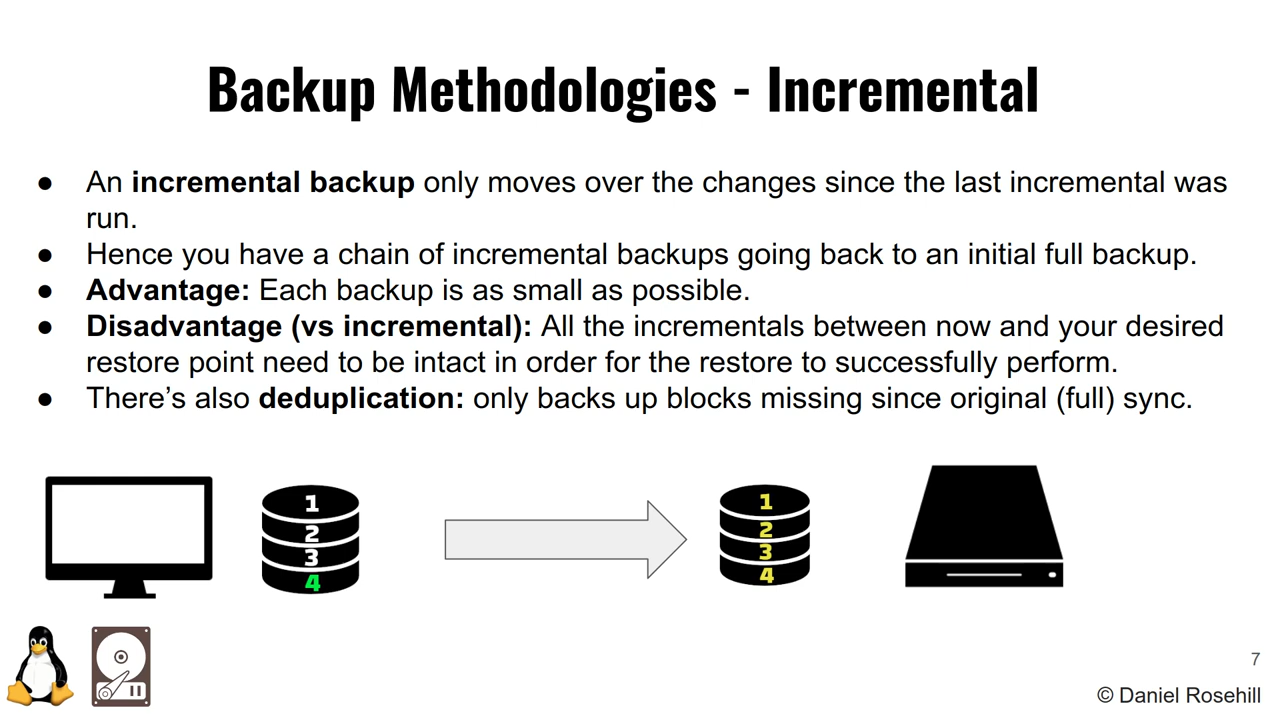 Backup Methodologies - Incremental
● An incremental backup only moves over the changes since the last incremental was
run.
● Hence you have a chain of incremental backups going back to an initial full backup.
● Advantage: Each backup is as small as possible.
● Disadvantage (vs incremental): All the incrementals between now and your desired
restore point need to be intact in order for the restore to successfully perform.
● There’s also deduplication: only backs up blocks missing since original (full) sync.
1
2
3
4
1
2
3
4
7
© Daniel Rosehill